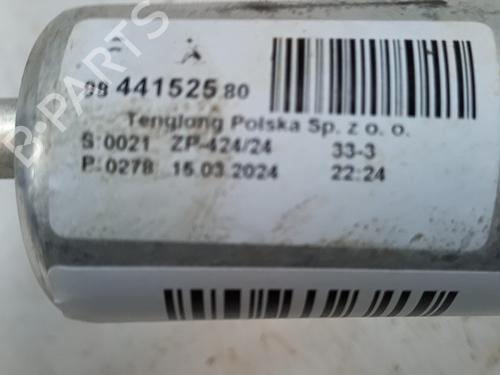 98 441525 80
Tenglong Polska Sp. z o. o.
S:0021 ZP-424/24 33-3
P:0278 15.03.2024 22:24
B-PARTS